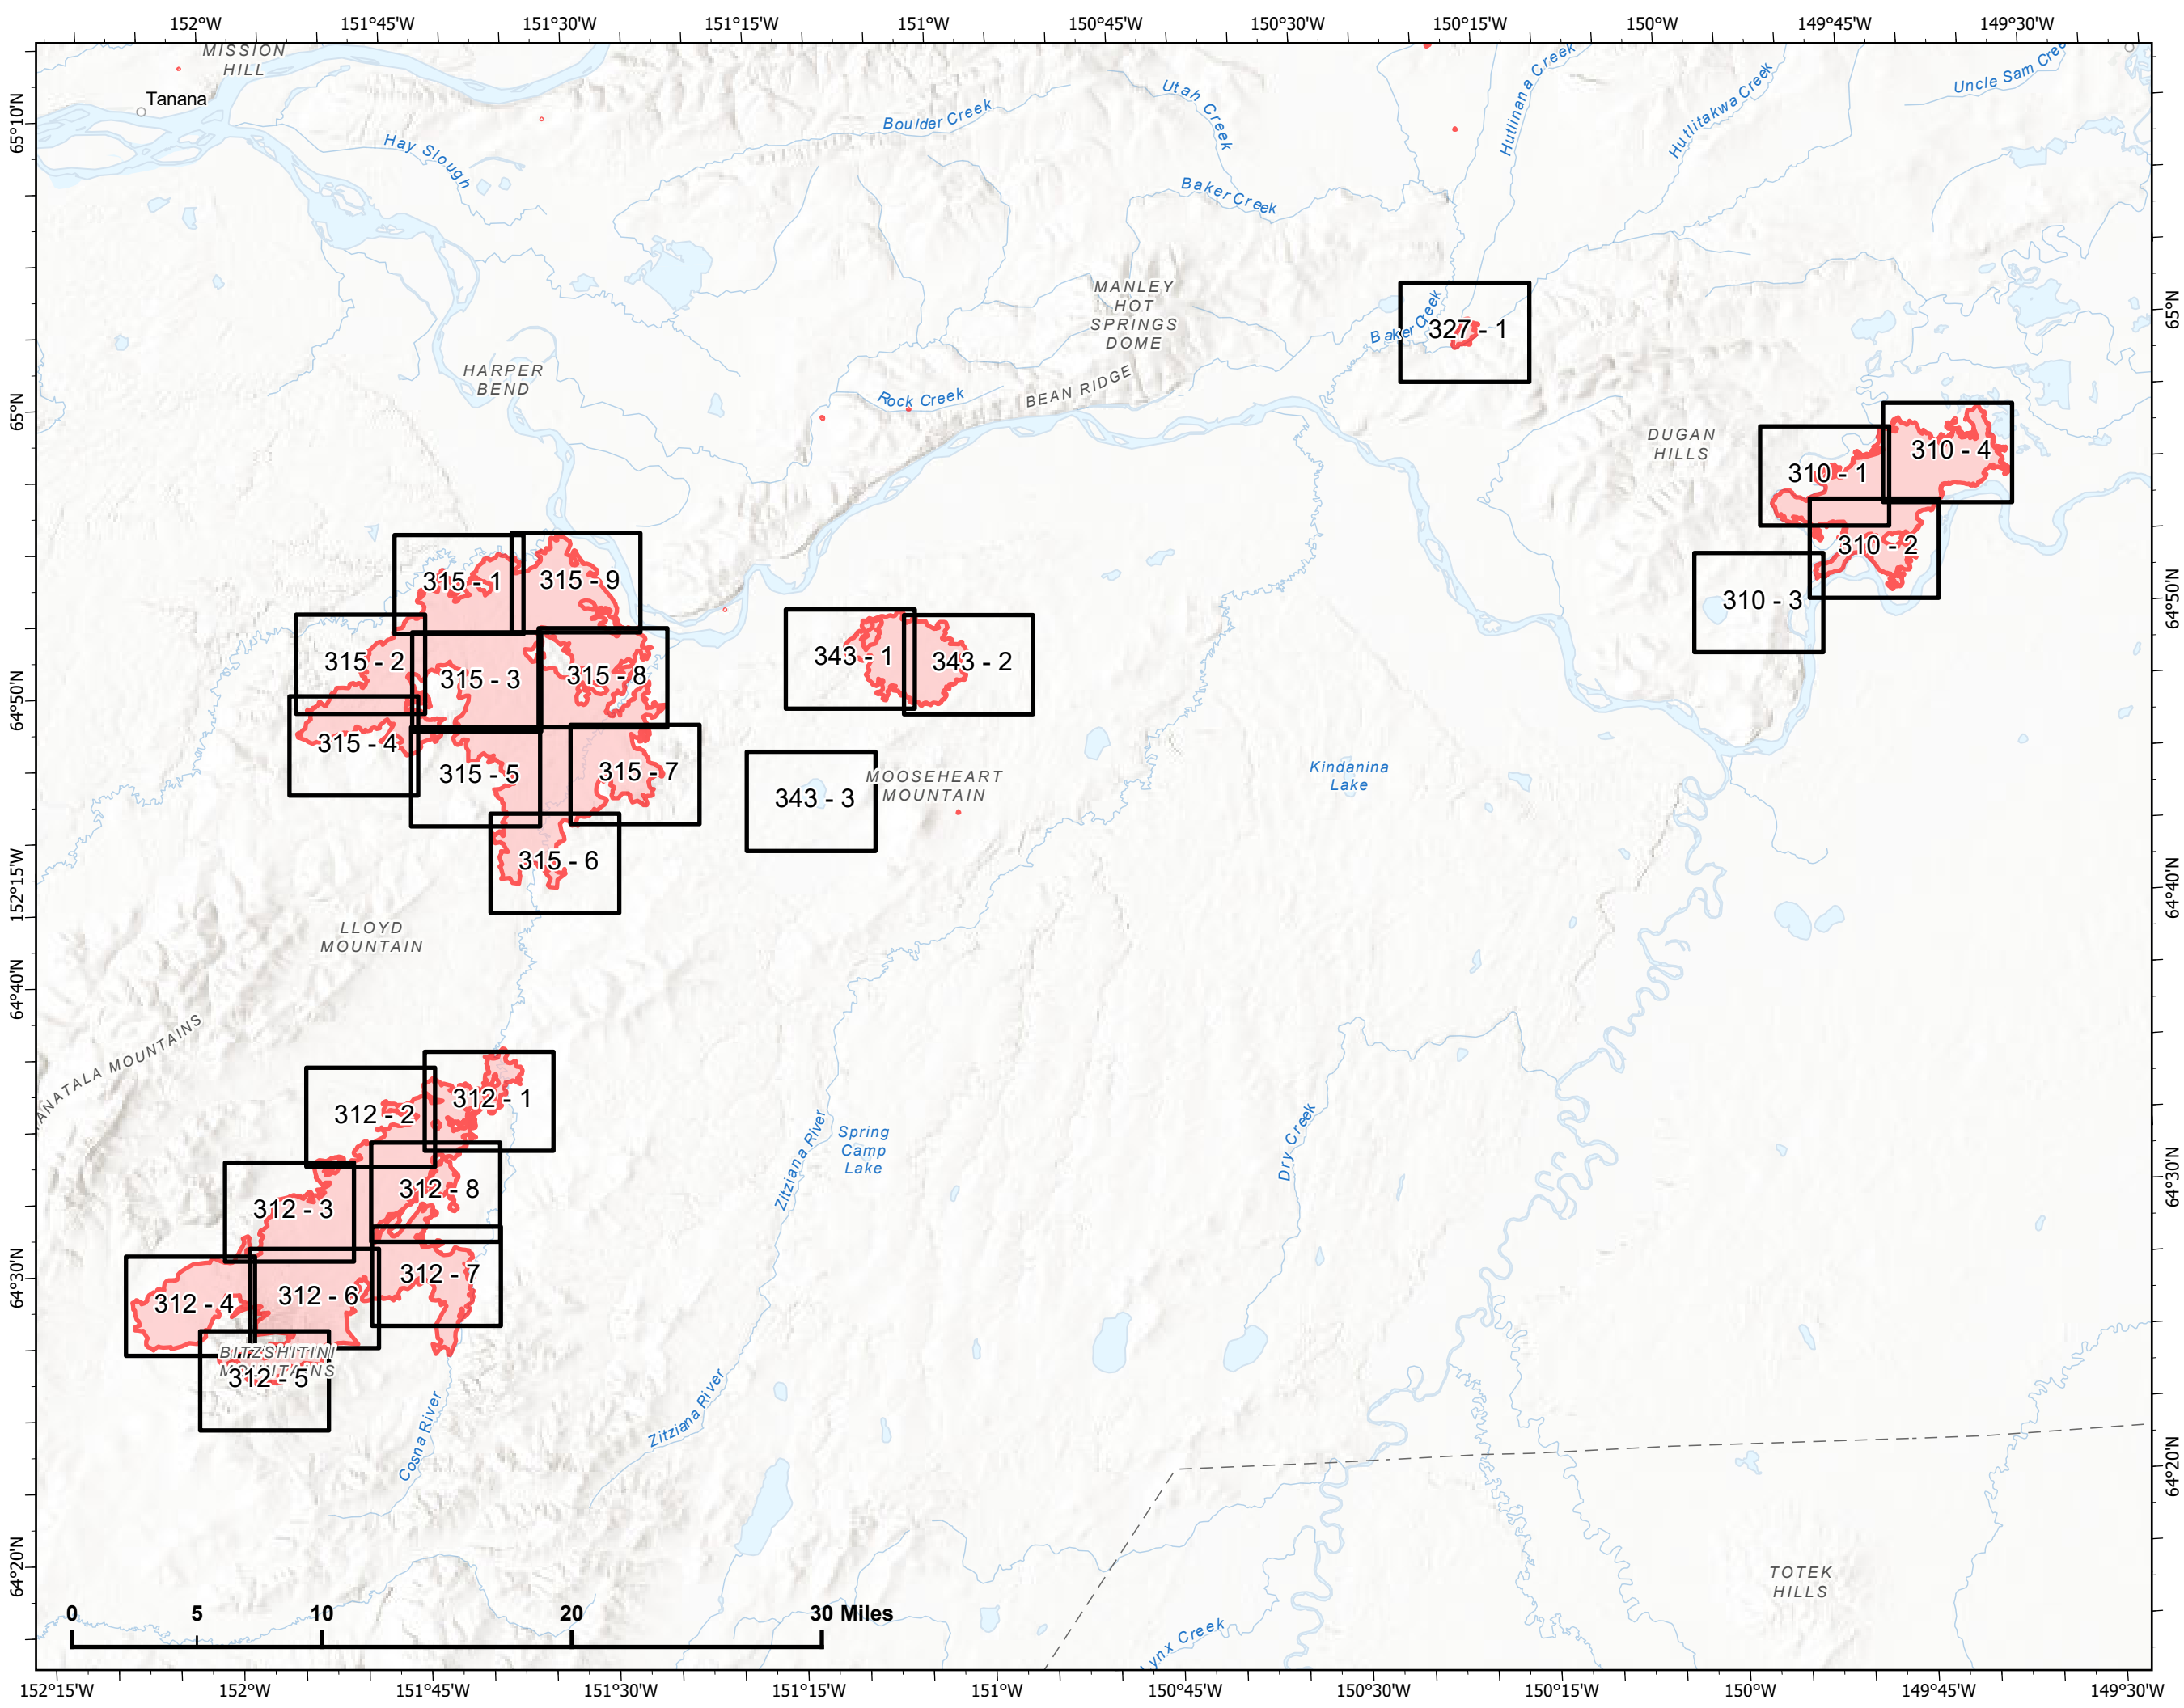 152°W 151°45'W 151°30'W 151°15'W 151°W 150°45'W 150°30'W 150°15'W 150°W 149°45'W 149°30'W
MISSION
HILL
Tanana
Hay Slough
Boulder Creek
Utah Creek
Baker Creek
Hutlinana Creek
Hutlitakwa Creek
Uncle Sam Cree
65°10'N
65°N
MANLEY
HOT
SPRINGS
DOME
Baker Creek
327 - 1
HARPER
BEND
Rock Creek
BEAN RIDGE
65°N
DUGAN
HILLS
310 - 4
310 - 1
310 - 2
310 - 3
64°50'N
315 - 1
315 - 9
315 - 2
315 - 3
315 - 8
343 - 1
343 - 2
64°50'N
315 - 4
315 - 5
315 - 7
343 - 3
MOOSEHEART
MOUNTAIN
Kindanina
Lake
315 - 6
152°15'W
64°40'N
LLOYD
MOUNTAIN
64°40'N
ANATALA MOUNTAINS
312 - 1
312 - 2
Zitziana River
Spring
Camp
Lake
Dry Creek
64°30'N
312 - 8
312 - 3
64°30'N
312 - 7
312 - 6
312 - 4
BITZSHITINI
MOUNTAINS
312 - 5
Cosna River
Zitziana River
64°20'N
64°20'N
TOTEK
HILLS
Lynx Creek
0 5 10 20 30 Miles
152°15'W 152°W 151°45'W 151°30'W 151°15'W 151°W 150°45'W 150°30'W 150°15'W 150°W 149°45'W 149°30'W